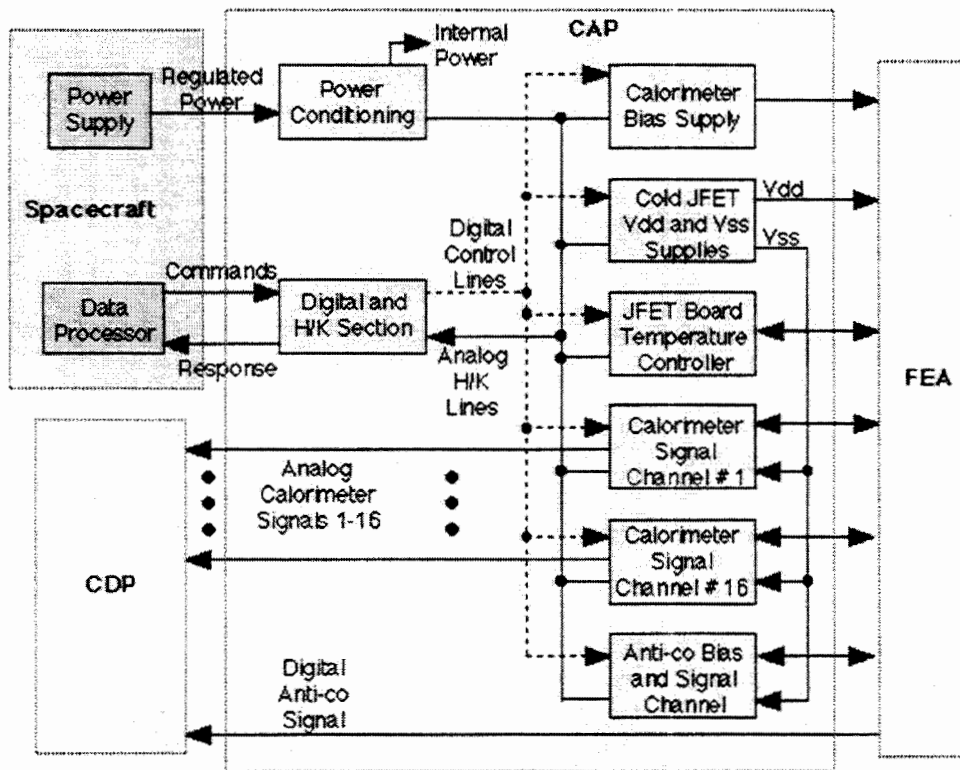 CAP
Internal
Power
Regulated
Power
Power
Supply
Power
Conditioning
Calorimeter
Bias Supply
Spacecraft
Cold JFET
Vdd and Vss
Supplies
Vdd
Vss
Digital
Control
Lines
Commands
Data
Processor
Digital and
H/K Section
Response
Analog
H/K
Lines
JFET Board
Temperature
Controller
FEA
Calorimeter
Signal
Channel # 1
Analog
Calorimeter
Signals 1-16
Calorimeter
Signal
Channel # 16
CDP
Anti-co Bias
and Signal
Channel
Digital
Anti-co
Signal